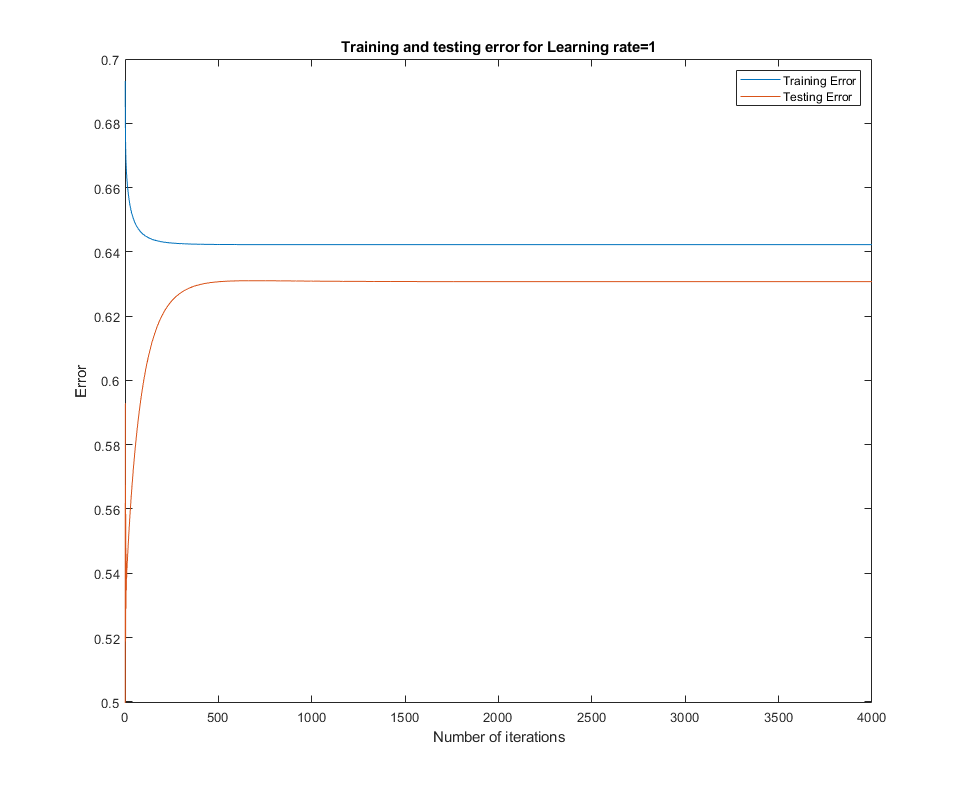 Training and testing error for Learning rate=1
0.7
Training Error
Testing Error
0.68
0.66
0.64
0.62
0.6
Error
0.58
0.56
0.54
0.52
0.5
0 500 1000 1500 2000 2500 3000 3500 4000
Number of iterations